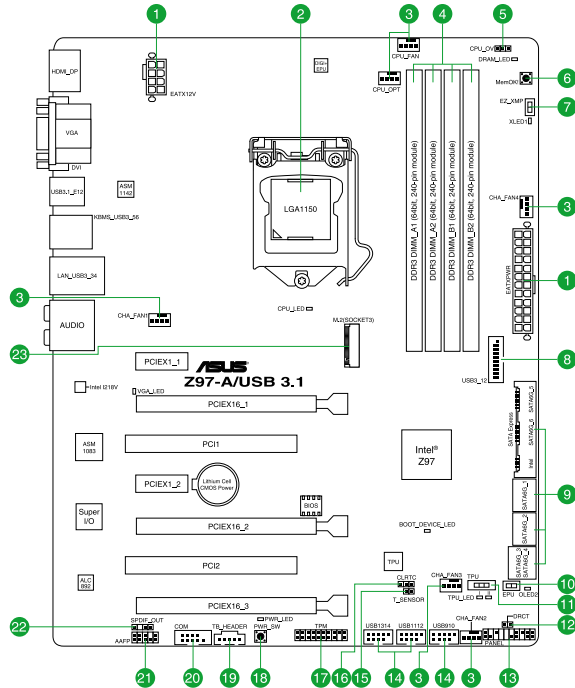 1
2
3
4
5
CPU_FAN
CPU_OV
DRAM_LED
DIGI+
EPU
HDMI_DP
EATX12V
CPU_OPT
MemOK!
6
EZ_XMP
7
XLED1
VGA
DVI
DDR3 DIMM_A1 (64bit, 240-pin module)
DDR3 DIMM_A2 (64bit, 240-pin module)
DDR3 DIMM_B1 (64bit, 240-pin module)
DDR3 DIMM_B2 (64bit, 240-pin module)
USB3.1_E12
ASM
1142
LGA1150
CHA_FAN4
3
KBMS_USB3_56
LAN_USB3_34
EATXPWR
1
3
CHA_FAN1
CPU_LED
AUDIO
M.2(SOCKET3)
23
PCIEX1_1
ASUS
Z97-A/USB 3.1
USB3_12
8
Intel I218V
VGA_LED
PCIEX16_1
SATA Express
SATA6G_5
SATA6G_6
Intel
ASM
1083
PCI1
Intel®
Z97
PCIEX1_2
Lithium Cell
CMOS Power
SATA6G_1
9
Super
I/O
BIOS
PCIEX16_2
BOOT_DEVICE_LED
SATA6G_2
SATA6G_3
SATA6G_4
PCI2
TPU
ALC
892
CLRTC
T_SENSOR
CHA_FAN3
TPU
TPU_LED
EPU
OLED2
10
11
PCIEX16_3
22
SPDIF_OUT
AAFP
COM
TB_HEADER
PWR_LED
PWR_SW
TPM
USB1314
USB1112
USB910
CHA_FAN2
DRCT
PANEL
12
21
20
19
18
17
16
15
14
3
14
3
13